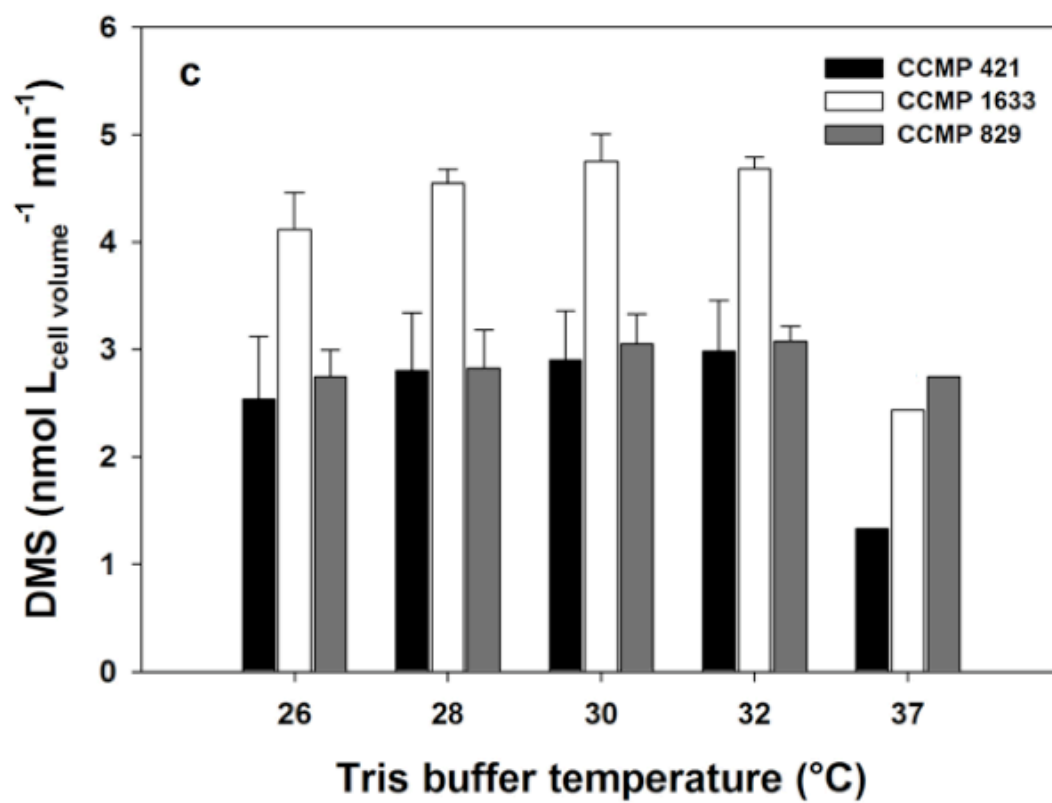 c
CCMP 421
CCMP 1633
CCMP 829
DMS (nmol L cell volume -1 min-1)
6
5
4
3
2
1
0
26 28 30 32 37
Tris buffer temperature (°C)